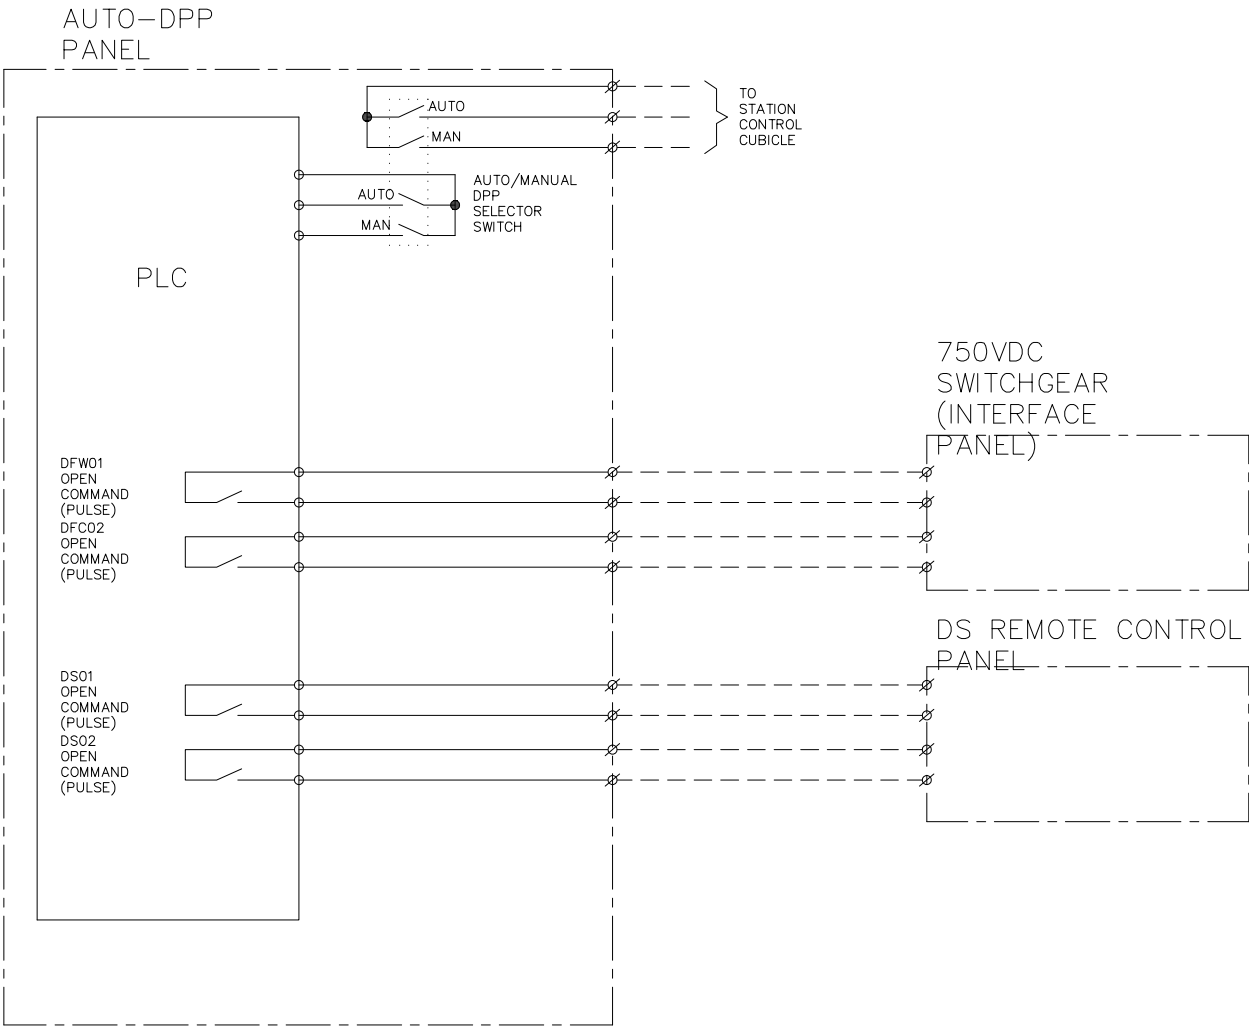 AUTO-DPP
PANEL
AUTO
MAN
TO
STATION
CONTROL
CUBICLE
AUTO
MAN
AUTO/MANUAL
DPP
SELECTOR
SWITCH
PLC
750VDC
SWITCHGEAR
(INTERFACE
PANEL)
DFW01
OPEN
COMMAND
(PULSE)
DFC02
OPEN
COMMAND
(PULSE)
DS REMOTE CONTROL
PANEL
DS01
OPEN
COMMAND
(PULSE)
DS02
OPEN
COMMAND
(PULSE)